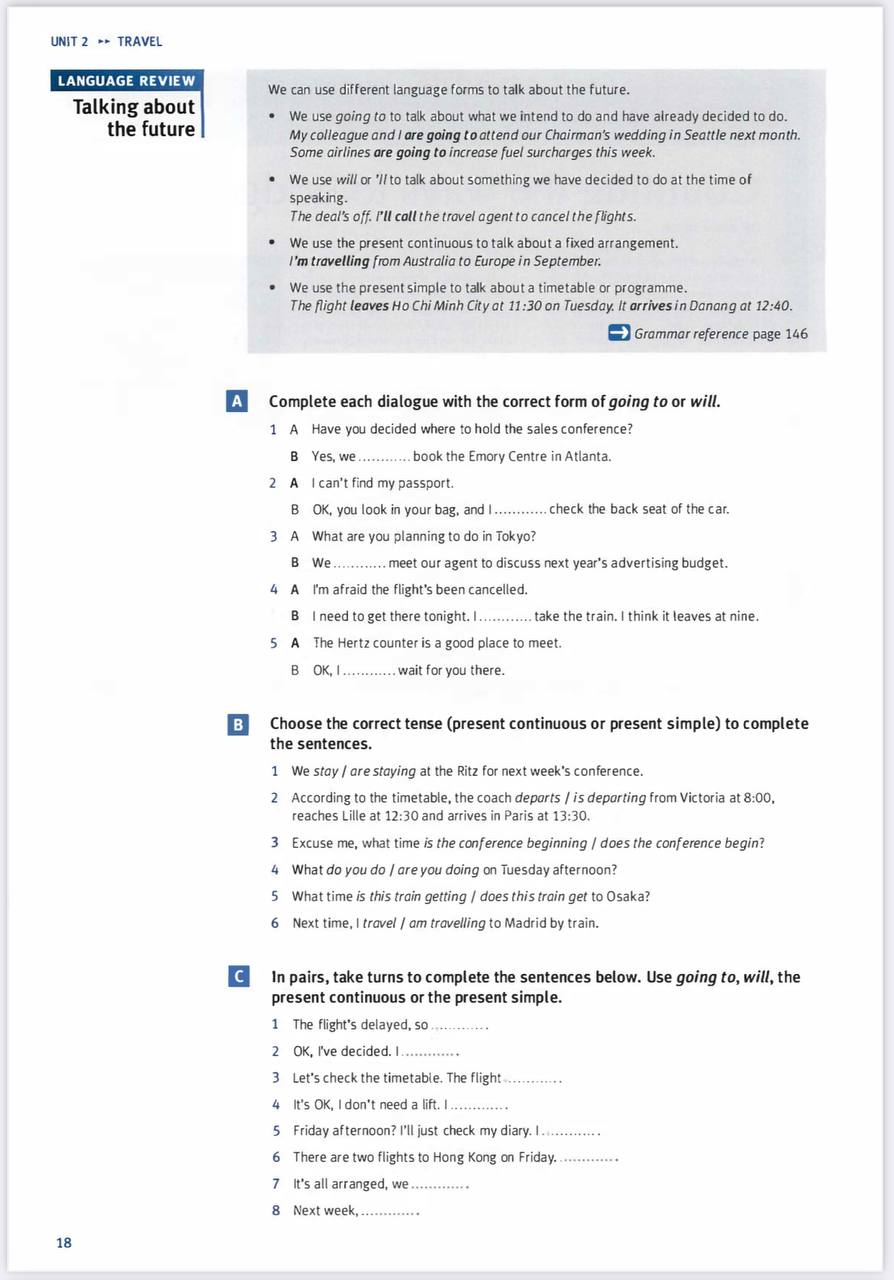 UNIT 2 ►► TRAVEL
LANGUAGE REVIEW
Talking about
the future
We can use different language forms to talk about the future.
• We use going to to talk about what we intend to do and have already decided to do.
My colleague and I are going to attend our Chairman's wedding in Seattle next month.
Some airlines are going to increase fuel surcharges this week.
• We use will or 'll to talk about something we have decided to do at the time of
speaking.
The deal's off. I'll call the travel agent to cancel the flights.
• We use the present continuous to talk about a fixed arrangement.
I'm travelling from Australia to Europe in September.
• We use the present simple to talk about a timetable or programme.
The flight leaves Ho Chi Minh City at 11:30 on Tuesday. It arrives in Danang at 12:40.
Grammar reference page 146
A Complete each dialogue with the correct form of going to or will.
1 A Have you decided where to hold the sales conference?
B Yes, we ............ book the Emory Centre in Atlanta.
2 A I can't find my passport.
B OK, you look in your bag, and I ............ check the back seat of the car.
3 A What are you planning to do in Tokyo?
B We ............ meet our agent to discuss next year's advertising budget.
4 A I'm afraid the flight's been cancelled.
B I need to get there tonight. I ............ take the train. I think it leaves at nine.
5 A The Hertz counter is a good place to meet.
B OK, I ............ wait for you there.
B Choose the correct tense (present continuous or present simple) to complete
the sentences.
1 We stay / are staying at the Ritz for next week's conference.
2 According to the timetable, the coach departs / is departing from Victoria at 8:00,
reaches Lille at 12:30 and arrives in Paris at 13:30.
3 Excuse me, what time is the conference beginning / does the conference begin?
4 What do you do / are you doing on Tuesday afternoon?
5 What time is this train getting / does this train get to Osaka?
6 Next time, I travel / am travelling to Madrid by train.
C In pairs, take turns to complete the sentences below. Use going to, will, the
present continuous or the present simple.
1 The flight's delayed, so ............
2 OK, I've decided. I ............
3 Let's check the timetable. The flight ............
4 It's OK, I don't need a lift. I ............
5 Friday afternoon? I'll just check my diary. I ............
6 There are two flights to Hong Kong on Friday. ............
7 It's all arranged, we ............
8 Next week, ............
18